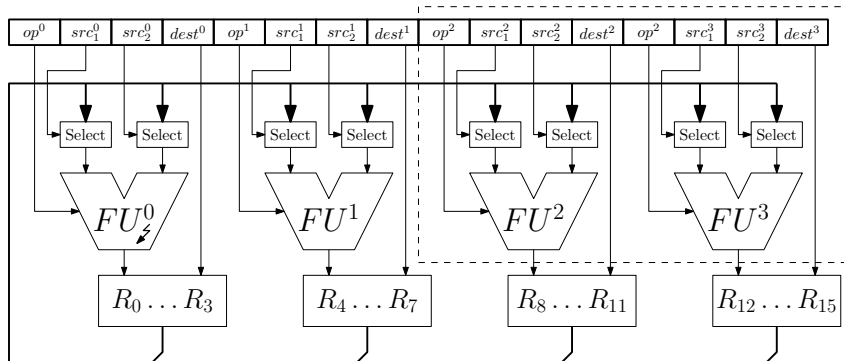 op⁰ src₁⁰ src₂⁰ dest⁰ op¹ src₁¹ src₂¹ dest¹ op² src₁² src₂² dest² op² src₁³ src₂³ dest³
Select Select Select Select Select Select Select Select
FU⁰ FU¹ FU² FU³
R₀ … R₃ R₄ … R₇ R₈ … R₁₁ R₁₂ … R₁₅